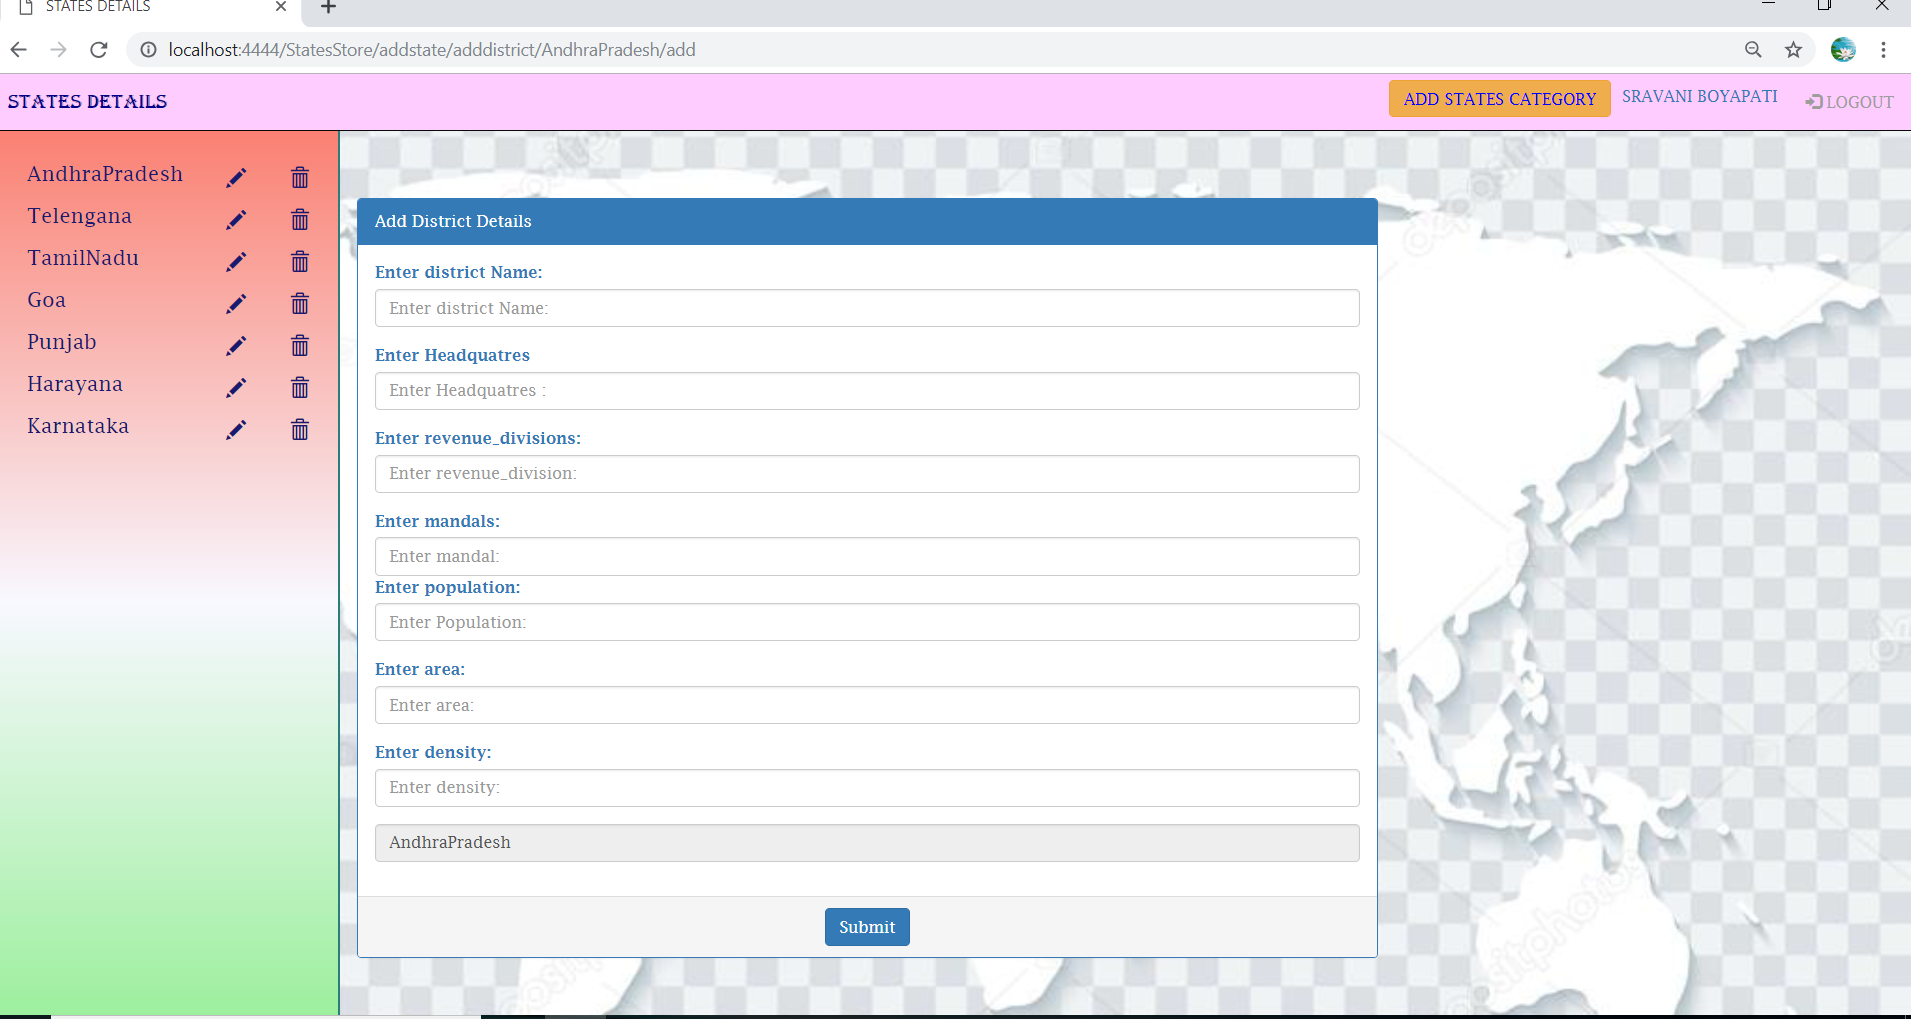 STATES DETAILS
localhost:4444/StatesStore/addstate/adddistrict/AndhraPradesh/add
STATES DETAILS
ADD STATES CATEGORY
SRAVANI BOYAPATI
LOGOUT
AndhraPradesh
Telengana
TamilNadu
Goa
Punjab
Harayana
Karnataka
Add District Details
Enter district Name:
Enter district Name:
Enter Headquatres
Enter Headquatres :
Enter revenue_divisions:
Enter revenue_division:
Enter mandals:
Enter mandal:
Enter population:
Enter Population:
Enter area:
Enter area:
Enter density:
Enter density:
AndhraPradesh
Submit